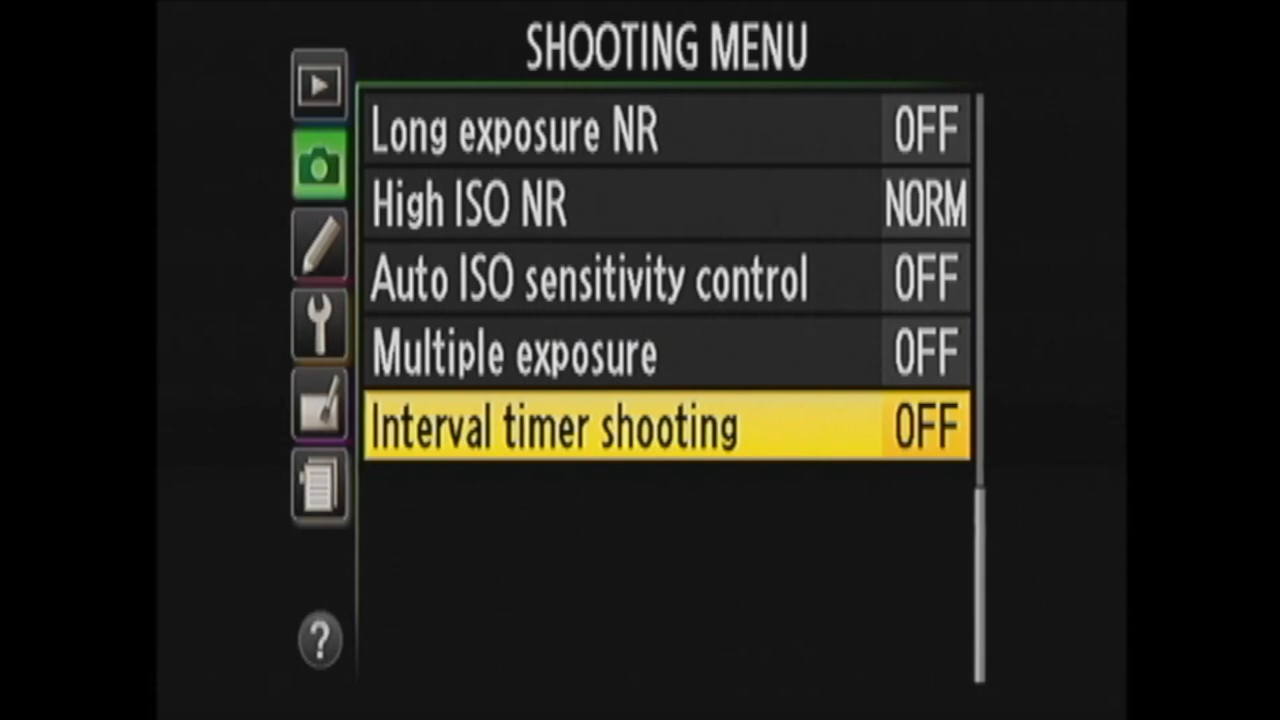 SHOOTING MENU
Long exposure NR OFF
High ISO NR NORM
Auto ISO sensitivity control OFF
Multiple exposure OFF
Interval timer shooting OFF
?